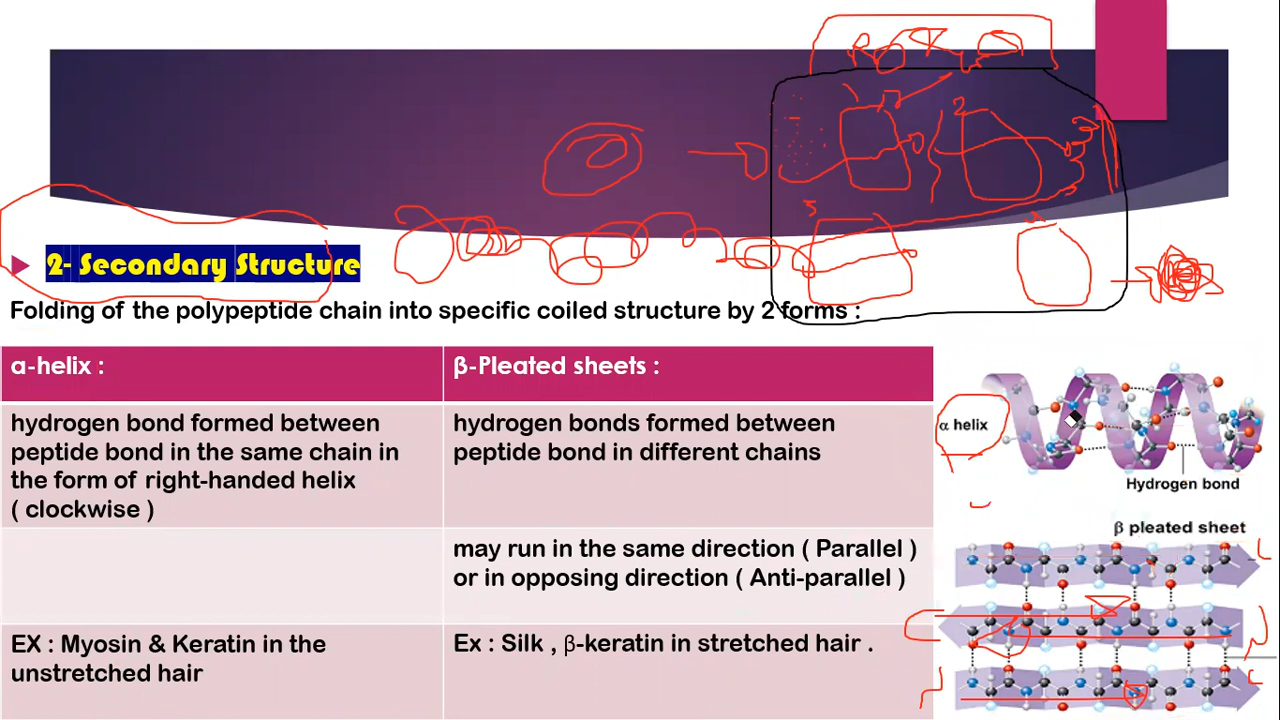 2- Secondary Structure
Folding of the polypeptide chain into specific coiled structure by 2 forms :
α-helix :
β-Pleated sheets :
hydrogen bond formed between
peptide bond in the same chain in
the form of right-handed helix
( clockwise )
hydrogen bonds formed between
peptide bond in different chains
may run in the same direction ( Parallel )
or in opposing direction ( Anti-parallel )
EX : Myosin & Keratin in the
unstretched hair
Ex : Silk , β-keratin in stretched hair .
α helix
Hydrogen bond
β pleated sheet